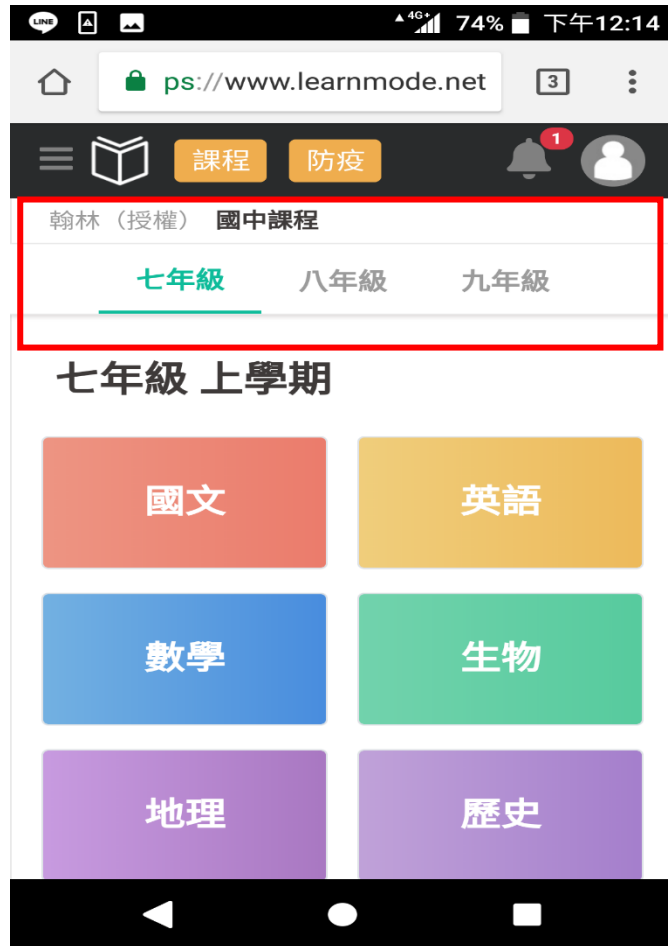 LINE 4G+ 74% 下午12:14
ps://www.learnmode.net 3
課程 防疫 1
翰林（授權） 國中課程
七年級 八年級 九年級
七年級 上學期
國文 英語
數學 生物
地理 歷史